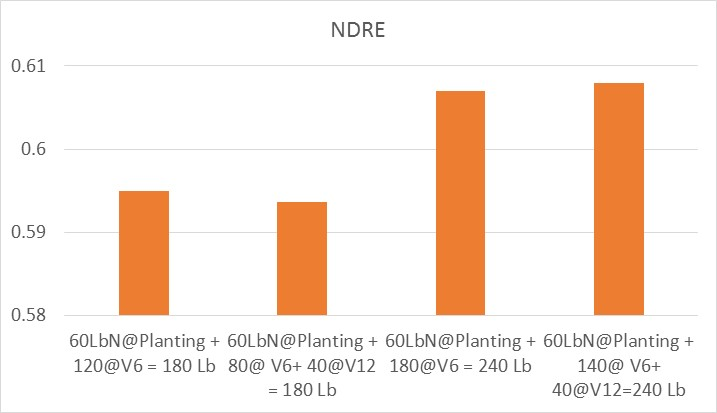 NDRE
0.61
0.6
0.59
0.58
60LbN@Planting +
120@V6 = 180 Lb
60LbN@Planting +
80@ V6+ 40@V12
= 180 Lb
60LbN@Planting +
180@V6 = 240 Lb
60LbN@Planting +
140@ V6+
40@V12=240 Lb